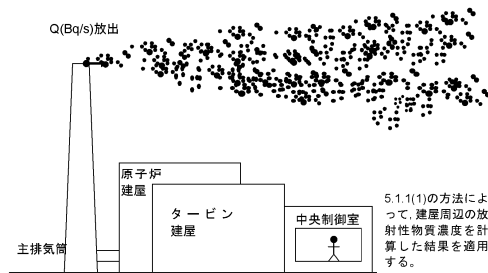 Q(Bq/s)放出
原子炉
建屋
タービン
建屋
中央制御室
主排気筒
5.1.1(1)の方法によ
って，建屋周辺の放
射性物質濃度を計
算した結果を適用
する。